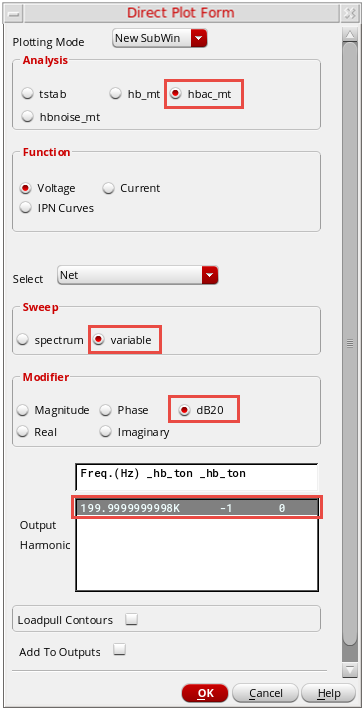 Direct Plot Form
Plotting Mode New SubWin
Analysis
tstab hb_mt hbac_mt
hbnoise_mt
Function
Voltage Current
IPN Curves
Select Net
Sweep
spectrum variable
Modifier
Magnitude Phase dB20
Real Imaginary
Freq.(Hz) _hb_ton _hb_ton
199.9999999998K -1 0
Output
Harmonic
Loadpull Contours
Add To Outputs
OK Cancel Help